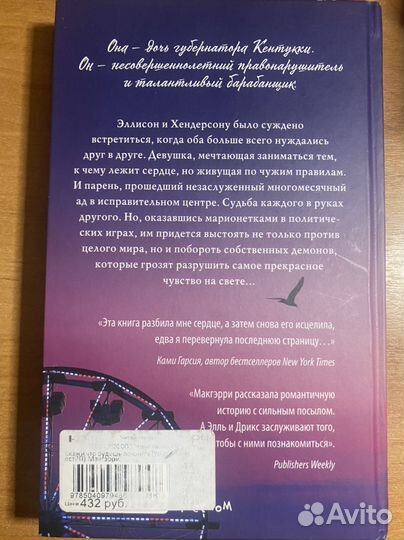 Она – дочь губернатора Кентукки.
Он – несовершеннолетний правонарушитель
и талантливый барабанщик.
Эллисон и Хендерсону было суждено
встретиться, когда оба больше всего нуждались
друг в друге. Девушка, мечтающая заниматься тем,
к чему лежит сердце, но живущая по чужим правилам.
И парень, прошедший незаслуженный многомесячный
ад в исправительном центре. Судьба каждого в руках
другого. Но, оказавшись марионетками в политиче-
ских играх, им придется выстоять не только против
целого мира, но и побороть собственных демонов,
которые грозят разрушить самое прекрасное
чувство на свете…
«Эта книга разбила мне сердце, а затем снова его исцелила,
едва я перевернула последнюю страницу…»
Ками Гарсия, автор бестселлеров New York Times
«Макгэрри рассказала романтичную
историю с сильным посылом.
А Элль и Дрикс заслуживают того,
чтобы с ними познакомиться».
Publishers Weekly
Цена 432 руб.
Avito